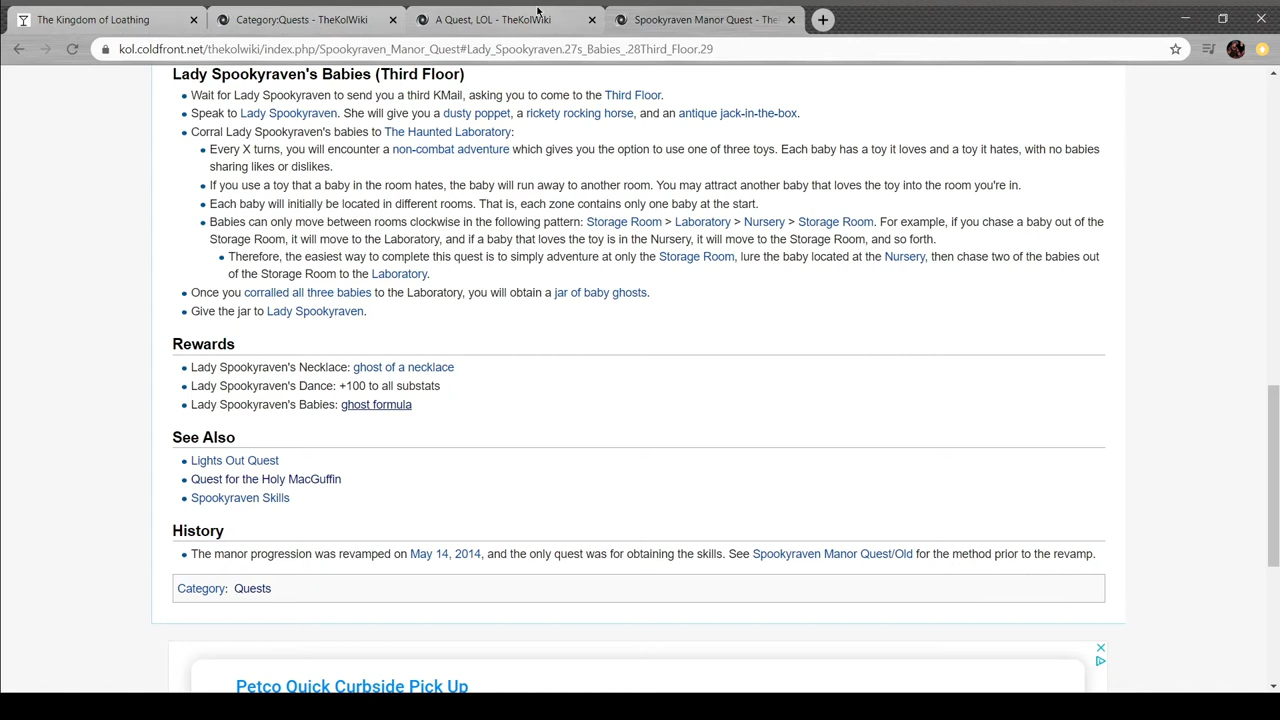 The Kingdom of Loathing
Category:Quests - TheKolWiki
A Quest, LOL - TheKolWiki
Spookyraven Manor Quest - The
kol.coldfront.net/thekolwiki/index.php/Spookyraven_Manor_Quest#Lady_Spookyraven.27s_Babies_.28Third_Floor.29
Lady Spookyraven's Babies (Third Floor)
Wait for Lady Spookyraven to send you a third KMail, asking you to come to the Third Floor.
Speak to Lady Spookyraven. She will give you a dusty poppet, a rickety rocking horse, and an antique jack-in-the-box.
Corral Lady Spookyraven's babies to The Haunted Laboratory:
Every X turns, you will encounter a non-combat adventure which gives you the option to use one of three toys. Each baby has a toy it loves and a toy it hates, with no babies
sharing likes or dislikes.
If you use a toy that a baby in the room hates, the baby will run away to another room. You may attract another baby that loves the toy into the room you're in.
Each baby will initially be located in different rooms. That is, each zone contains only one baby at the start.
Babies can only move between rooms clockwise in the following pattern: Storage Room > Laboratory > Nursery > Storage Room. For example, if you chase a baby out of the
Storage Room, it will move to the Laboratory, and if a baby that loves the toy is in the Nursery, it will move to the Storage Room, and so forth.
Therefore, the easiest way to complete this quest is to simply adventure at only the Storage Room, lure the baby located at the Nursery, then chase two of the babies out
of the Storage Room to the Laboratory.
Once you corralled all three babies to the Laboratory, you will obtain a jar of baby ghosts.
Give the jar to Lady Spookyraven.
Rewards
Lady Spookyraven's Necklace: ghost of a necklace
Lady Spookyraven's Dance: +100 to all substats
Lady Spookyraven's Babies: ghost formula
See Also
Lights Out Quest
Quest for the Holy MacGuffin
Spookyraven Skills
History
The manor progression was revamped on May 14, 2014, and the only quest was for obtaining the skills. See Spookyraven Manor Quest/Old for the method prior to the revamp.
Category: Quests
Petco Quick Curbside Pick Up